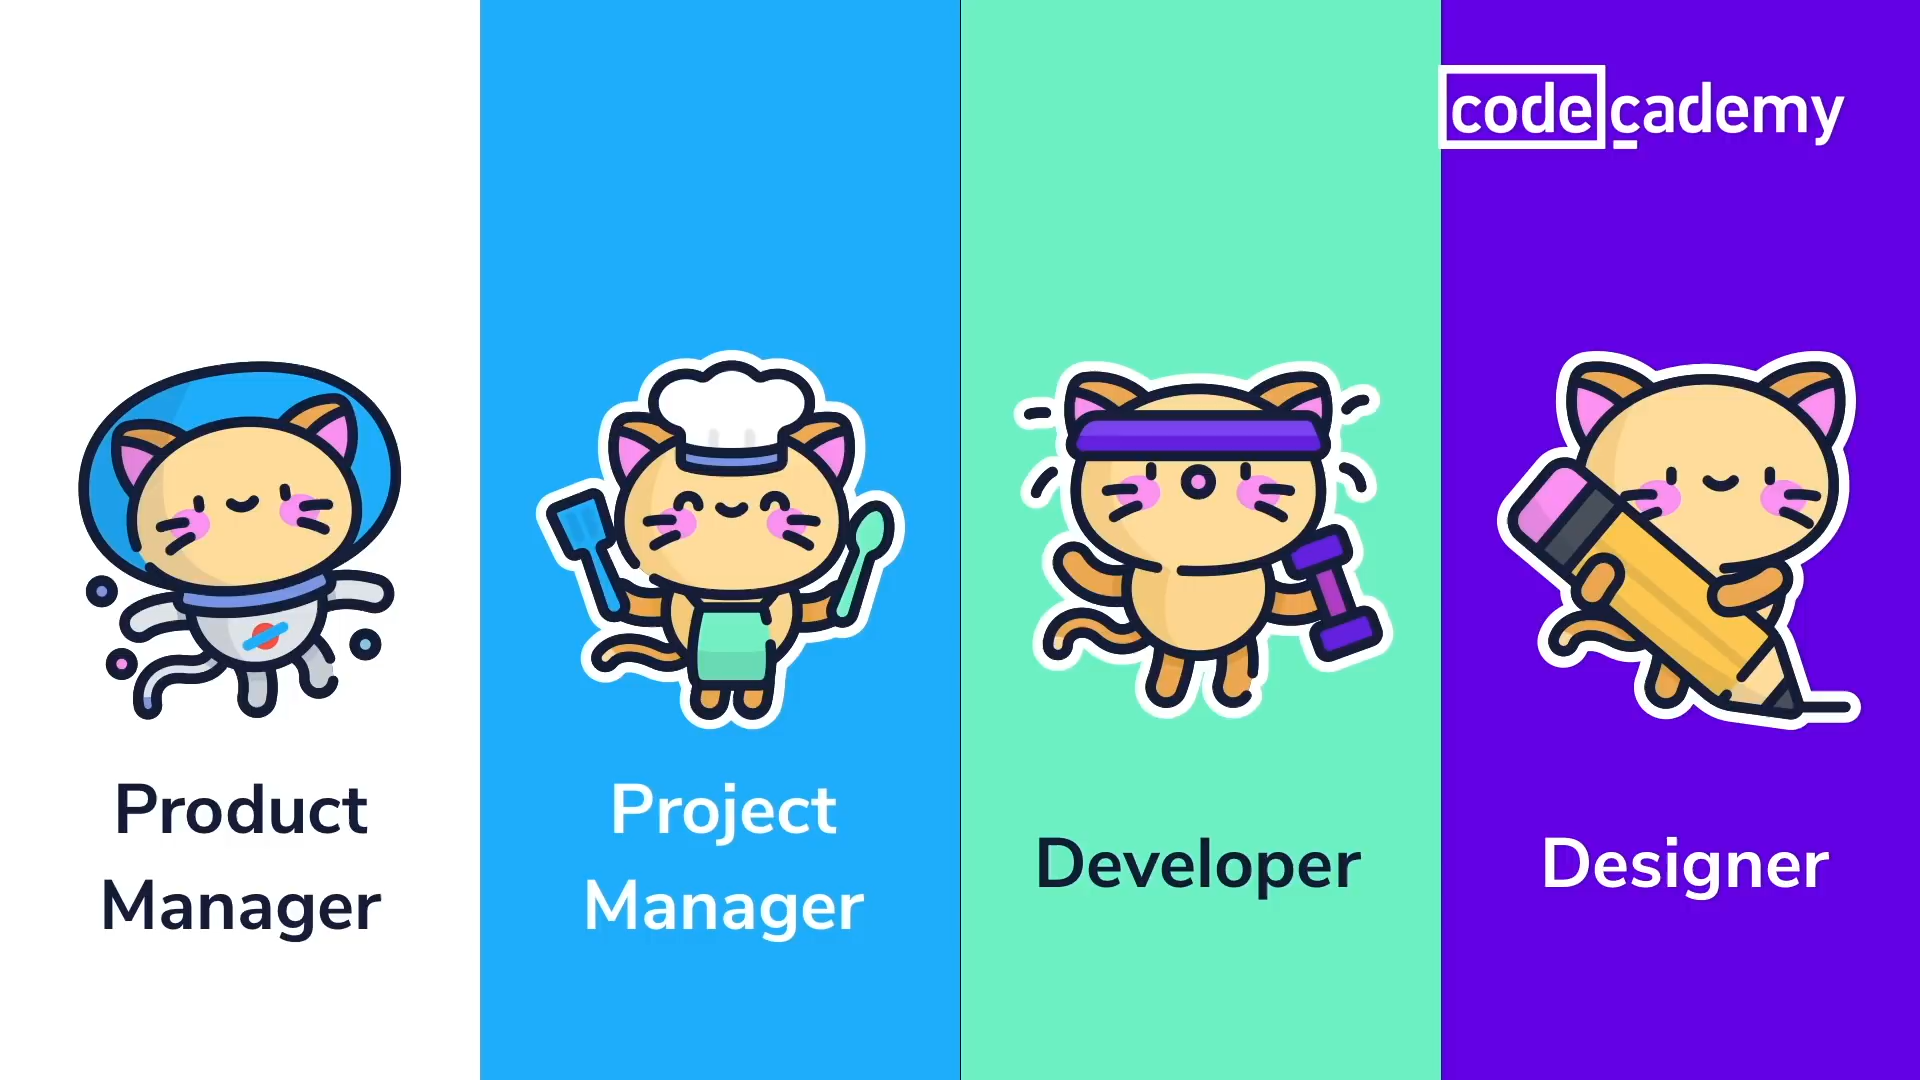 codecademy
Product
Manager
Project
Manager
Developer
Designer